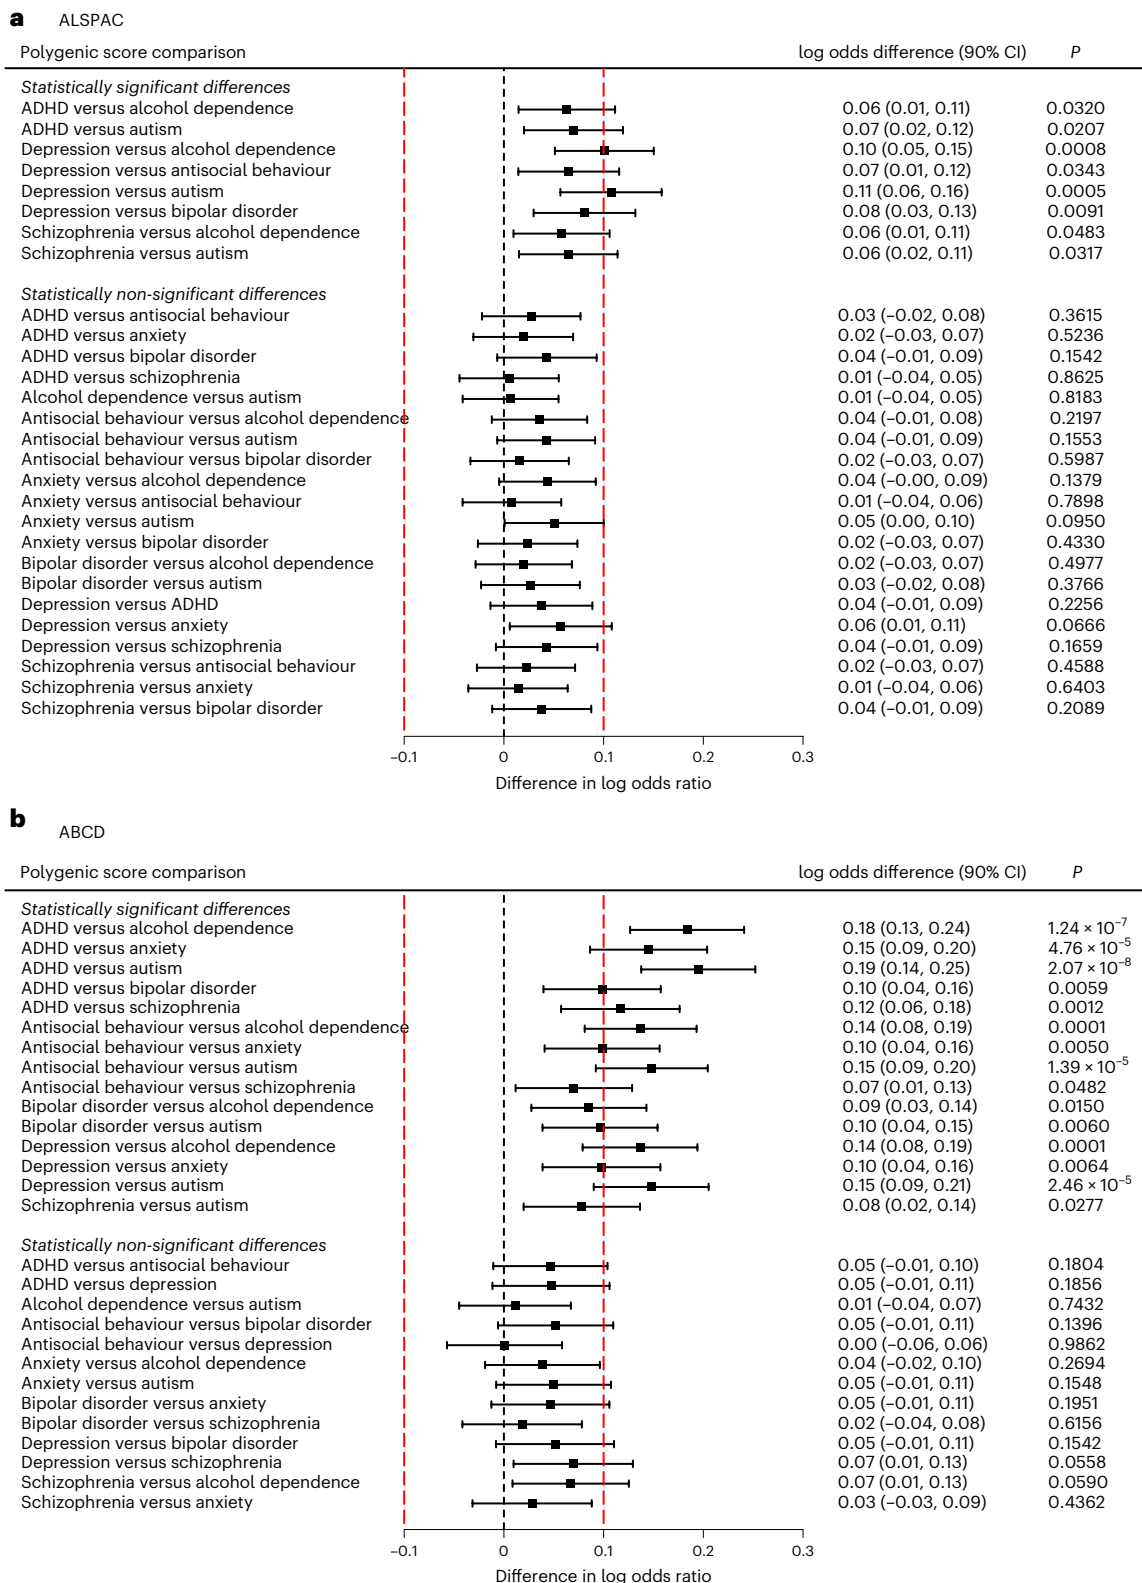 a ALSPAC
Polygenic score comparison log odds difference (90% CI) P
Statistically significant differences
ADHD versus alcohol dependence 0.06 (0.01, 0.11) 0.0320
ADHD versus autism 0.07 (0.02, 0.12) 0.0207
Depression versus alcohol dependence 0.10 (0.05, 0.15) 0.0008
Depression versus antisocial behaviour 0.07 (0.01, 0.12) 0.0343
Depression versus autism 0.11 (0.06, 0.16) 0.0005
Depression versus bipolar disorder 0.08 (0.03, 0.13) 0.0091
Schizophrenia versus alcohol dependence 0.06 (0.01, 0.11) 0.0483
Schizophrenia versus autism 0.06 (0.02, 0.11) 0.0317
Statistically non-significant differences
ADHD versus antisocial behaviour 0.03 (–0.02, 0.08) 0.3615
ADHD versus anxiety 0.02 (–0.03, 0.07) 0.5236
ADHD versus bipolar disorder 0.04 (–0.01, 0.09) 0.1542
ADHD versus schizophrenia 0.01 (–0.04, 0.05) 0.8625
Alcohol dependence versus autism 0.01 (–0.04, 0.05) 0.8183
Antisocial behaviour versus alcohol dependence 0.04 (–0.01, 0.08) 0.2197
Antisocial behaviour versus autism 0.04 (–0.01, 0.09) 0.1553
Antisocial behaviour versus bipolar disorder 0.02 (–0.03, 0.07) 0.5987
Anxiety versus alcohol dependence 0.04 (–0.00, 0.09) 0.1379
Anxiety versus antisocial behaviour 0.01 (–0.04, 0.06) 0.7898
Anxiety versus autism 0.05 (0.00, 0.10) 0.0950
Anxiety versus bipolar disorder 0.02 (–0.03, 0.07) 0.4330
Bipolar disorder versus alcohol dependence 0.02 (–0.03, 0.07) 0.4977
Bipolar disorder versus autism 0.03 (–0.02, 0.08) 0.3766
Depression versus ADHD 0.04 (–0.01, 0.09) 0.2256
Depression versus anxiety 0.06 (0.01, 0.11) 0.0666
Depression versus schizophrenia 0.04 (–0.01, 0.09) 0.1659
Schizophrenia versus antisocial behaviour 0.02 (–0.03, 0.07) 0.4588
Schizophrenia versus anxiety 0.01 (–0.04, 0.06) 0.6403
Schizophrenia versus bipolar disorder 0.04 (–0.01, 0.09) 0.2089
–0.1 0 0.1 0.2 0.3
Difference in log odds ratio
b ABCD
Polygenic score comparison log odds difference (90% CI) P
Statistically significant differences
ADHD versus alcohol dependence 0.18 (0.13, 0.24) 1.24 × 10⁻⁷
ADHD versus anxiety 0.15 (0.09, 0.20) 4.76 × 10⁻⁵
ADHD versus autism 0.19 (0.14, 0.25) 2.07 × 10⁻⁸
ADHD versus bipolar disorder 0.10 (0.04, 0.16) 0.0059
ADHD versus schizophrenia 0.12 (0.06, 0.18) 0.0012
Antisocial behaviour versus alcohol dependence 0.14 (0.08, 0.19) 0.0001
Antisocial behaviour versus anxiety 0.10 (0.04, 0.16) 0.0050
Antisocial behaviour versus autism 0.15 (0.09, 0.20) 1.39 × 10⁻⁵
Antisocial behaviour versus schizophrenia 0.07 (0.01, 0.13) 0.0482
Bipolar disorder versus alcohol dependence 0.09 (0.03, 0.14) 0.0150
Bipolar disorder versus autism 0.10 (0.04, 0.15) 0.0060
Depression versus alcohol dependence 0.14 (0.08, 0.19) 0.0001
Depression versus anxiety 0.10 (0.04, 0.16) 0.0064
Depression versus autism 0.15 (0.09, 0.21) 2.46 × 10⁻⁵
Schizophrenia versus autism 0.08 (0.02, 0.14) 0.0277
Statistically non-significant differences
ADHD versus antisocial behaviour 0.05 (–0.01, 0.10) 0.1804
ADHD versus depression 0.05 (–0.01, 0.11) 0.1856
Alcohol dependence versus autism 0.01 (–0.04, 0.07) 0.7432
Antisocial behaviour versus bipolar disorder 0.05 (–0.01, 0.11) 0.1396
Antisocial behaviour versus depression 0.00 (–0.06, 0.06) 0.9862
Anxiety versus alcohol dependence 0.04 (–0.02, 0.10) 0.2694
Anxiety versus autism 0.05 (–0.01, 0.11) 0.1548
Bipolar disorder versus anxiety 0.05 (–0.01, 0.11) 0.1951
Bipolar disorder versus schizophrenia 0.02 (–0.04, 0.08) 0.6156
Depression versus bipolar disorder 0.05 (–0.01, 0.11) 0.1542
Depression versus schizophrenia 0.07 (0.01, 0.13) 0.0558
Schizophrenia versus alcohol dependence 0.07 (0.01, 0.13) 0.0590
Schizophrenia versus anxiety 0.03 (–0.03, 0.09) 0.4362
–0.1 0 0.1 0.2 0.3
Difference in log odds ratio